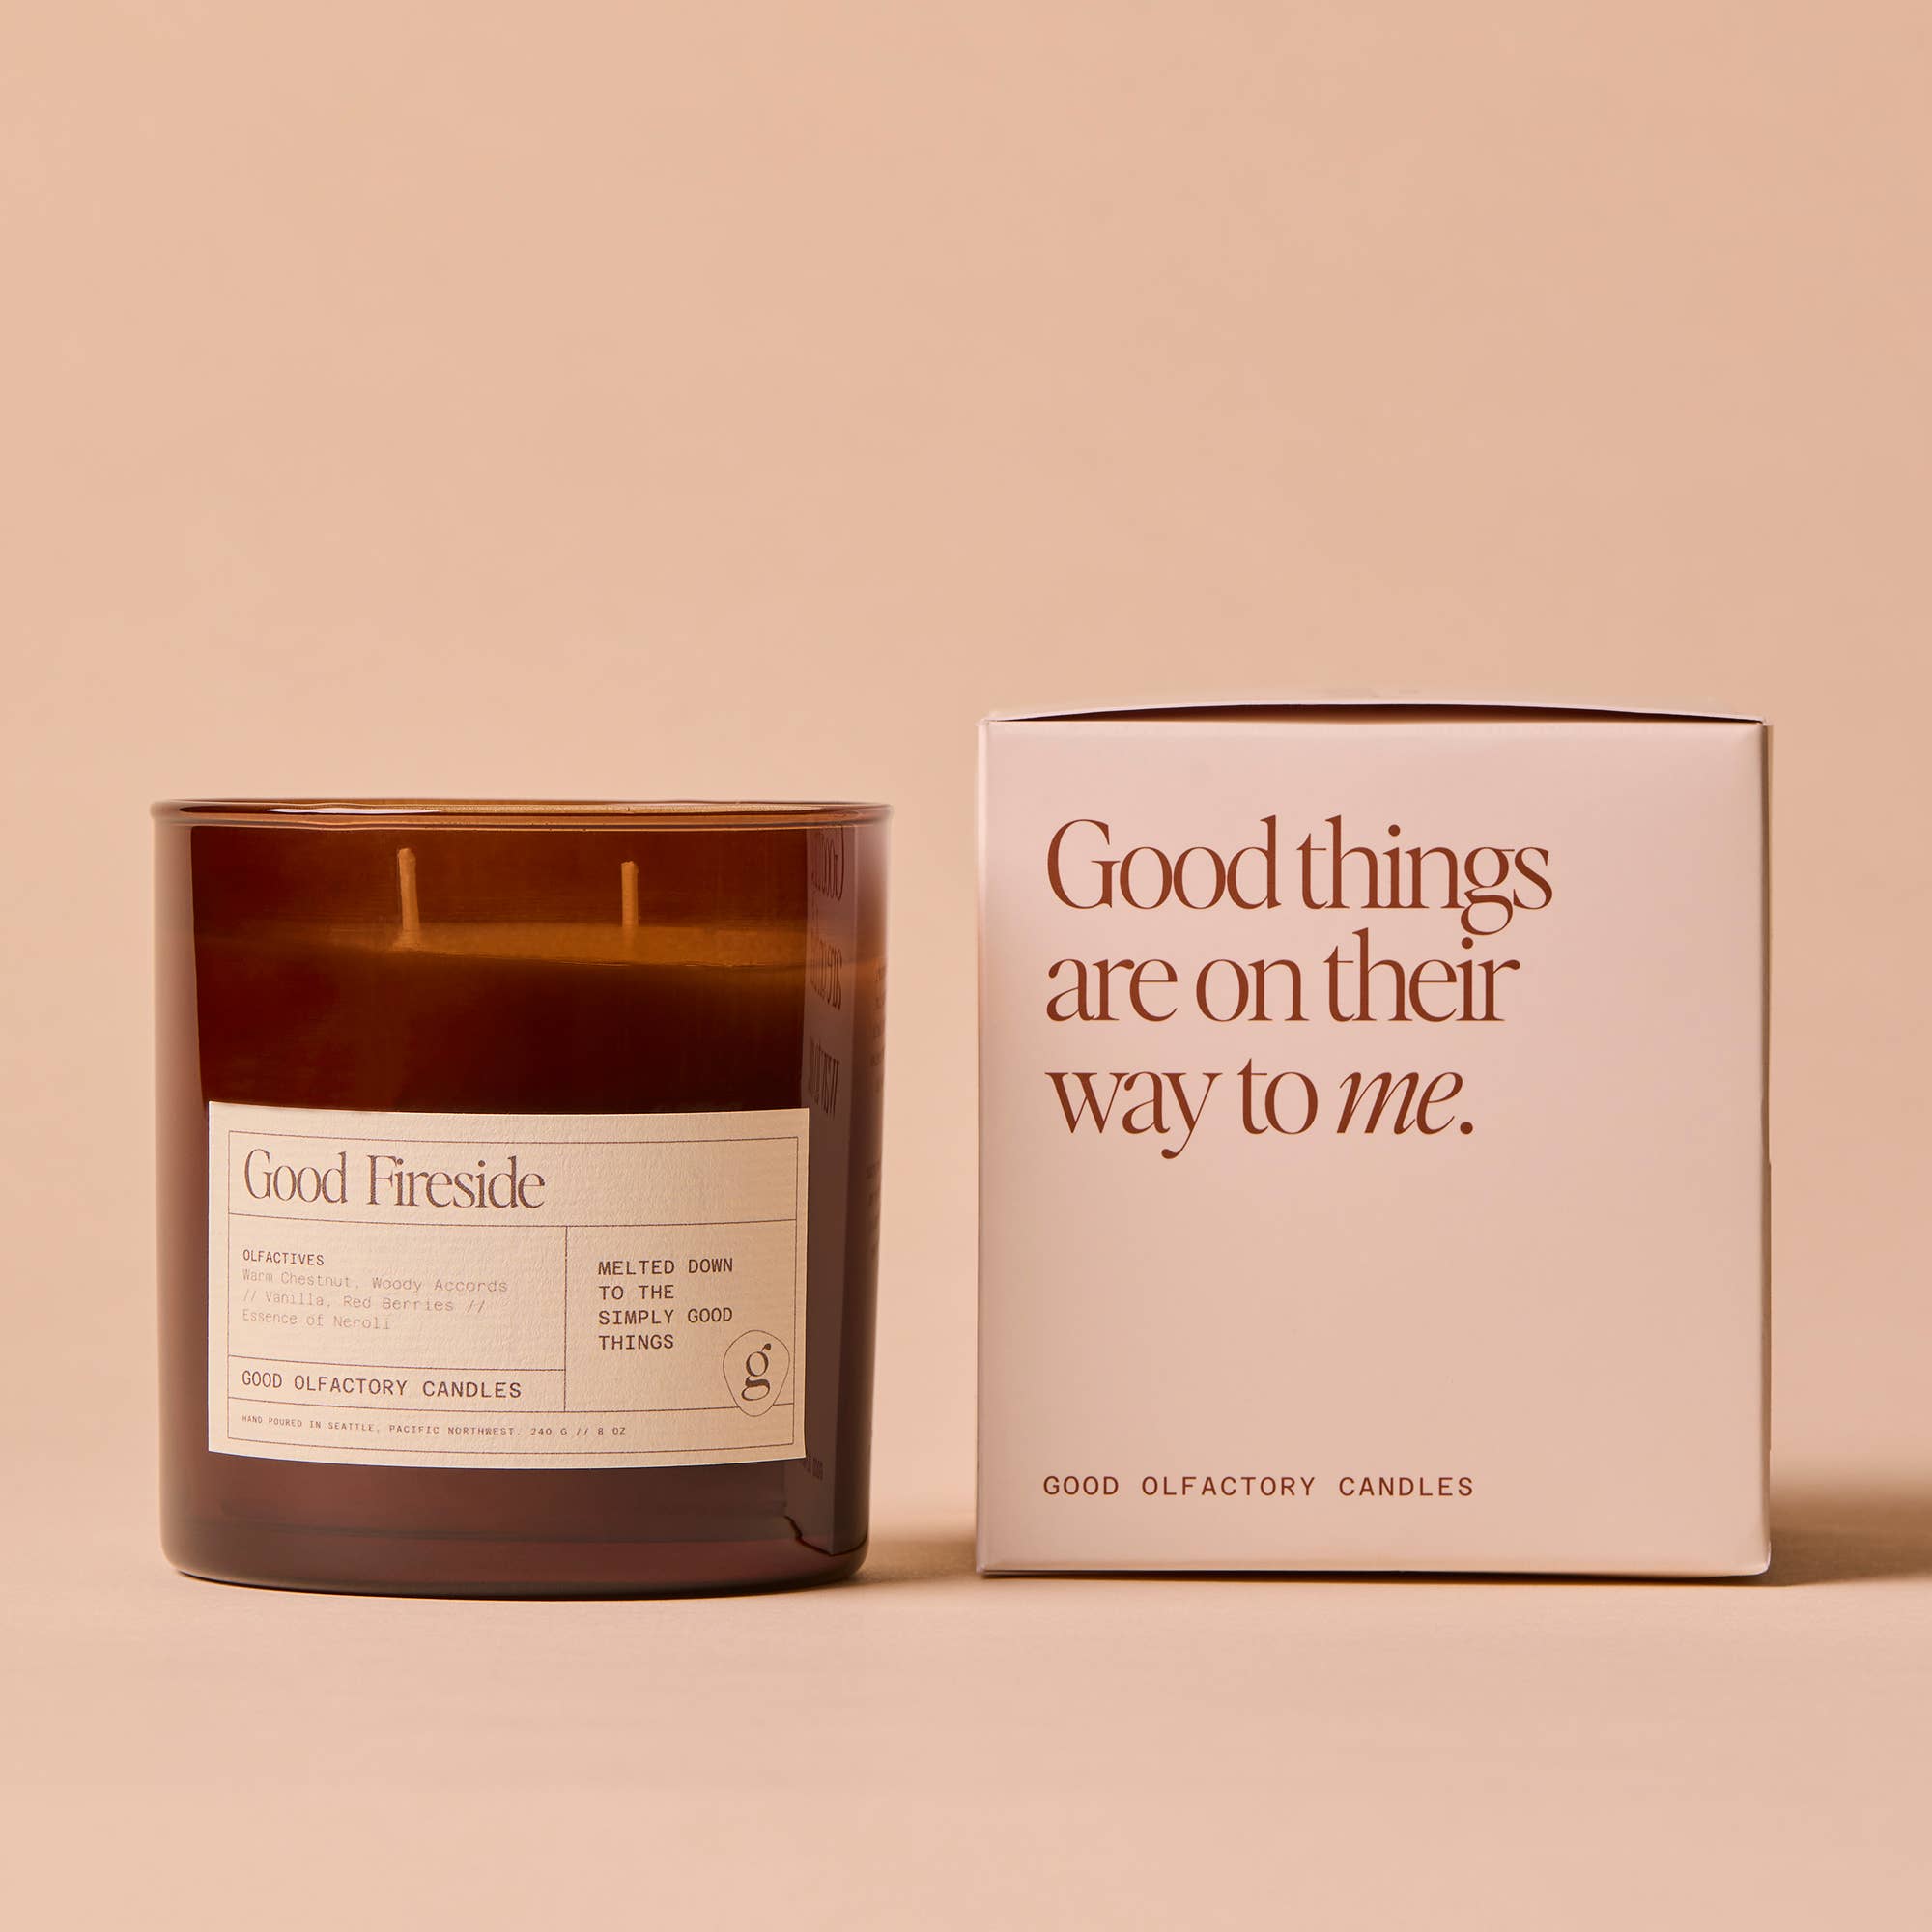 Good Fireside
OLFACTIVES
Warm Chestnut, Woody Accords
// Vanilla, Red Berries //
Essence of Neroli
MELTED DOWN
TO THE
SIMPLY GOOD
THINGS
g
GOOD OLFACTORY CANDLES
HAND POURED IN SEATTLE, PACIFIC NORTHWEST. 240 G // 8 OZ
Good things
are on their
way to me.
GOOD OLFACTORY CANDLES